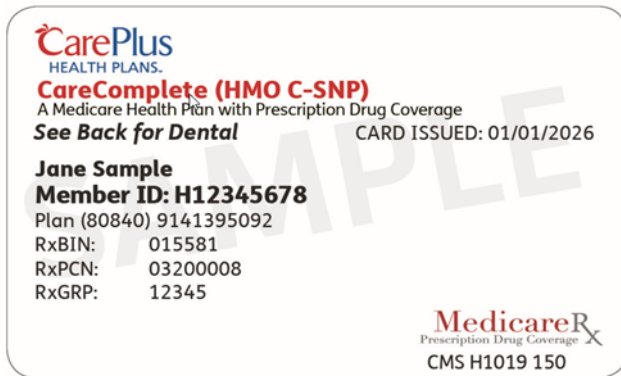 CarePlus
HEALTH PLANS™
CareComplete (HMO C-SNP)
A Medicare Health Plan with Prescription Drug Coverage
See Back for Dental CARD ISSUED: 01/01/2026
Jane Sample
Member ID: H12345678
Plan (80840) 9141395092
RxBIN: 015581
RxPCN: 03200008
RxGRP: 12345
SAMPLE
MedicareRx
Prescription Drug Coverage
CMS H1019 150